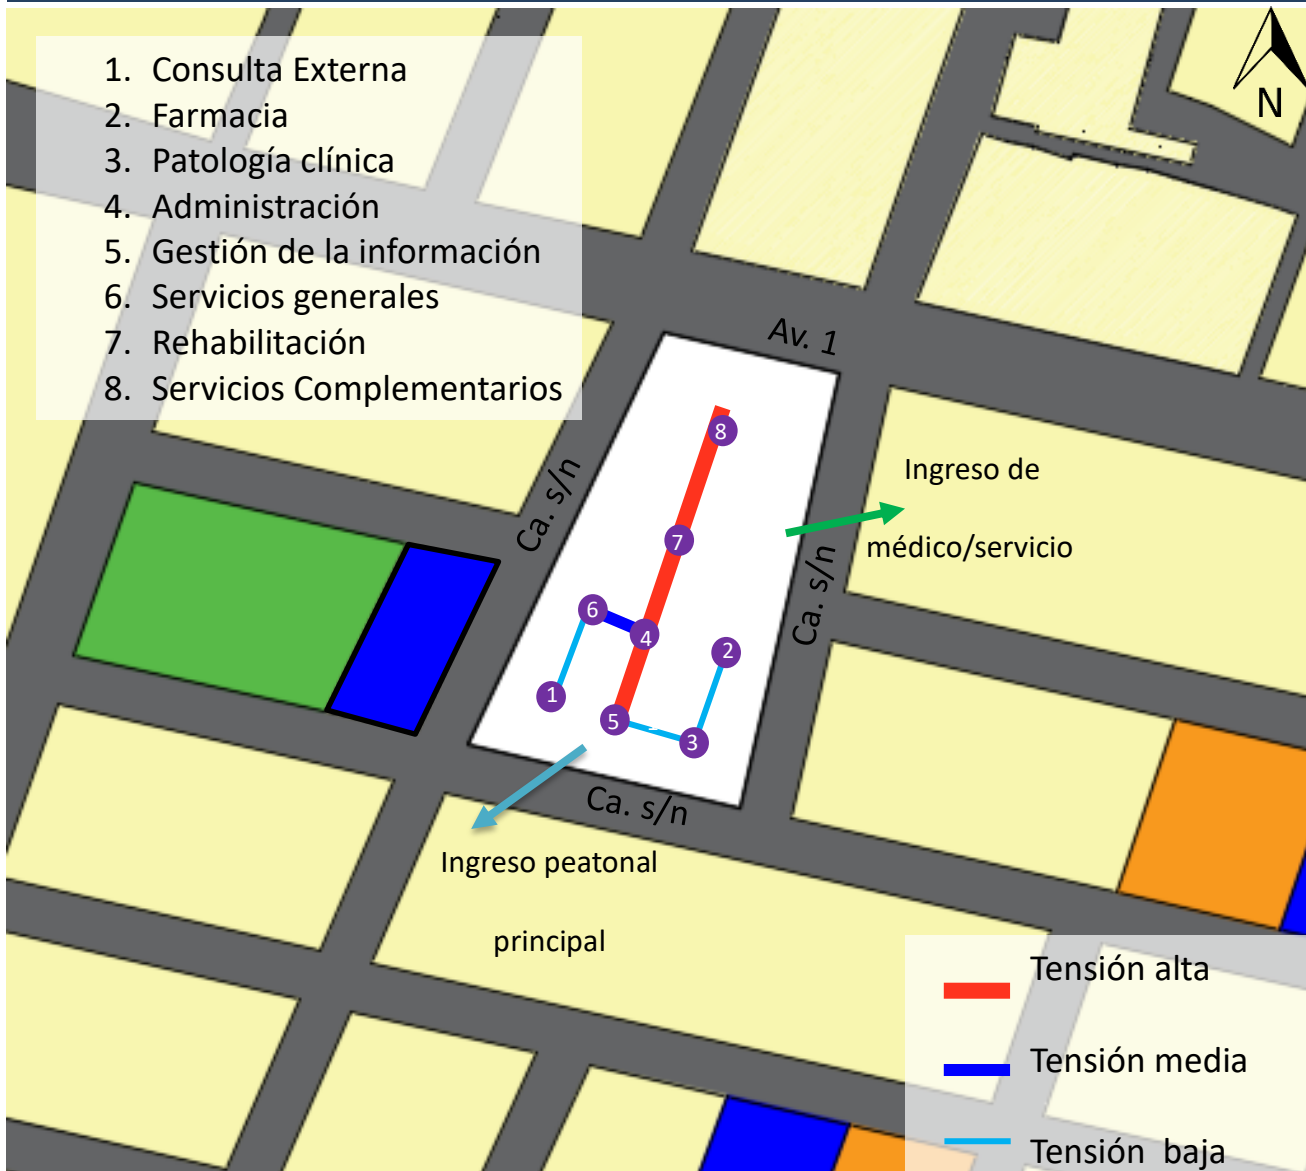 1. Consulta Externa
2. Farmacia
3. Patología clínica
4. Administración
5. Gestión de la información
6. Servicios generales
7. Rehabilitación
8. Servicios Complementarios
N
Av. 1
8
Ca. s/n
Ingreso de
médico/servicio
7
Ca. s/n
6
4
2
1
5
3
Ca. s/n
Ingreso peatonal
principal
Tensión alta
Tensión media
Tensión baja